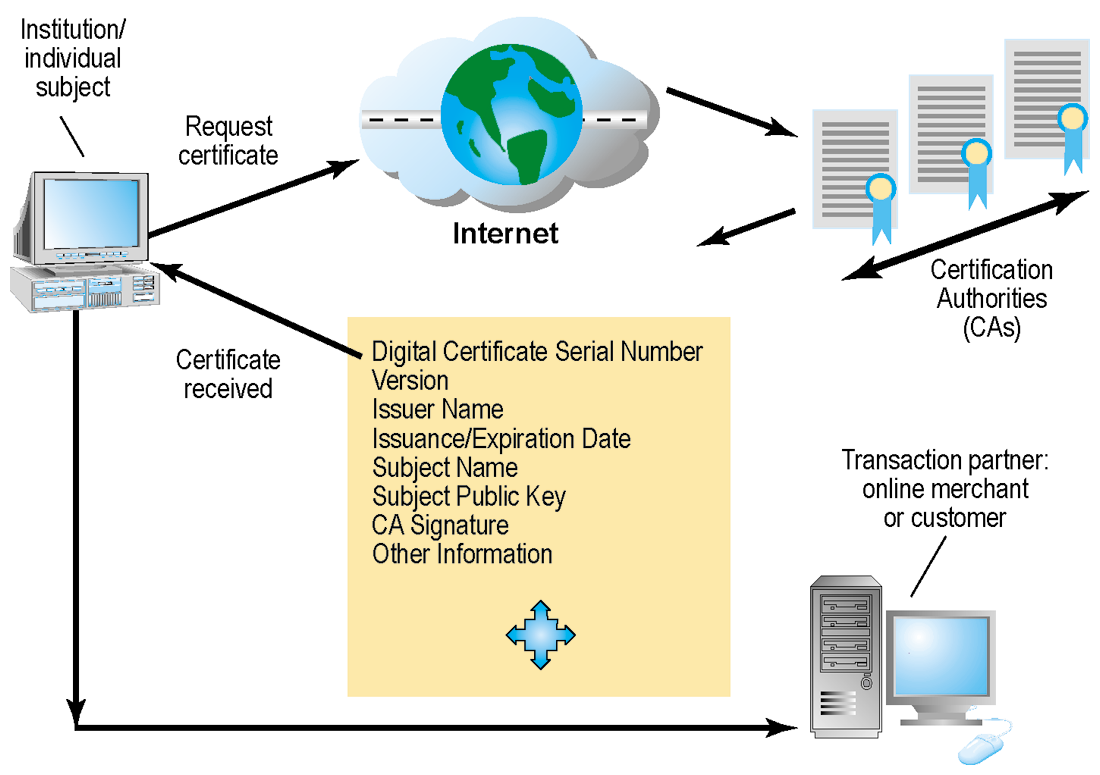 Institution/
individual
subject
Request
certificate
Internet
Certification
Authorities
(CAs)
Certificate
received
Digital Certificate Serial Number
Version
Issuer Name
Issuance/Expiration Date
Subject Name
Subject Public Key
CA Signature
Other Information
Transaction partner:
online merchant
or customer